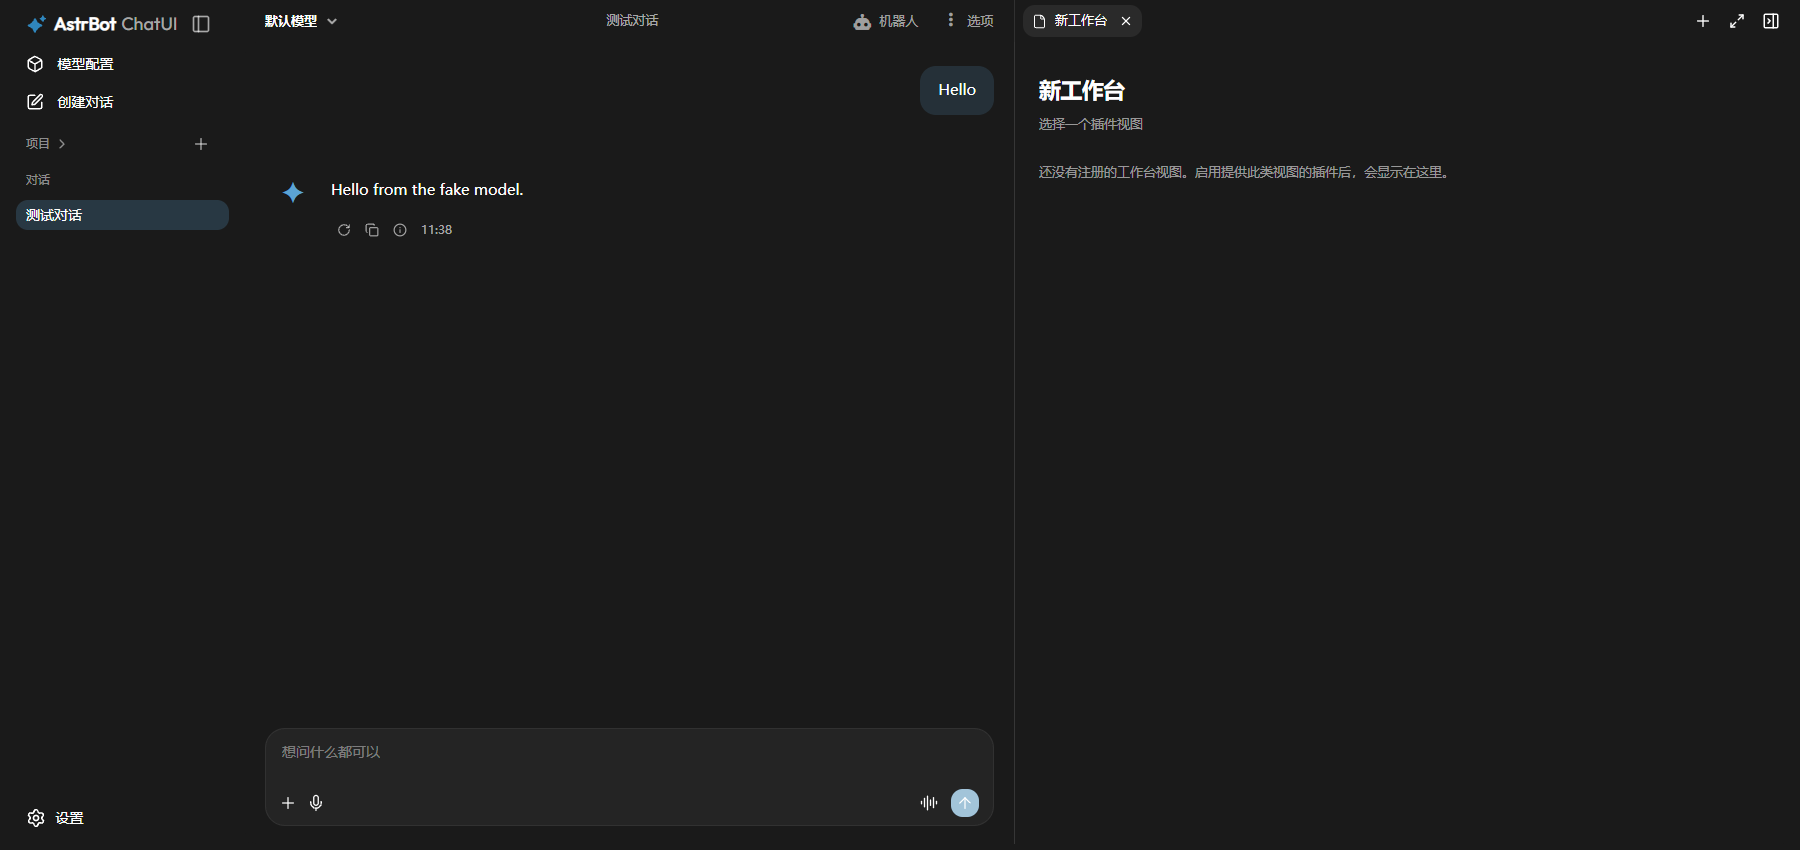 AstrBot ChatUI
模型配置
创建对话
项目
对话
测试对话
设置
默认模型
测试对话
机器人
选项
Hello
Hello from the fake model.
11:38
想问什么都可以
新工作台
新工作台
选择一个插件视图
还没有注册的工作台视图。启用提供此类视图的插件后，会显示在这里。